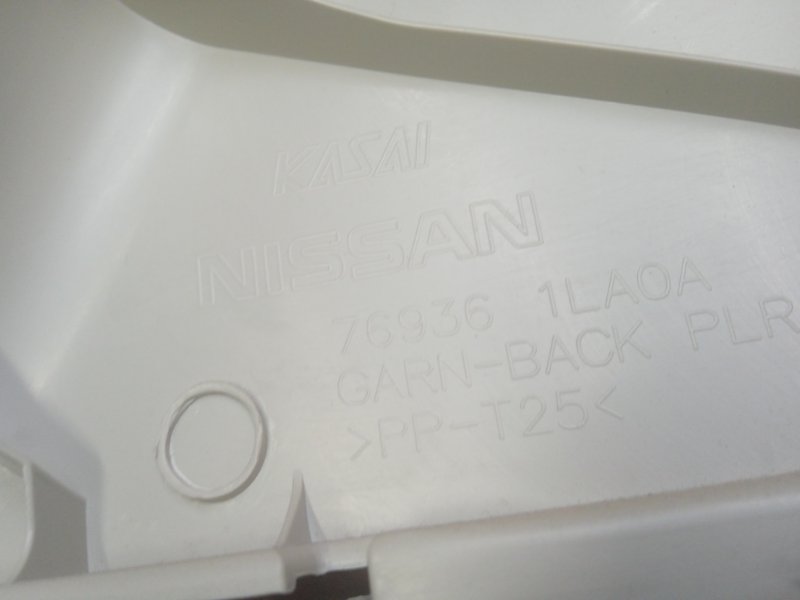 KASAI
NISSAN
76936 1LA0A
GARN-BACK PLR
>PP-T25<